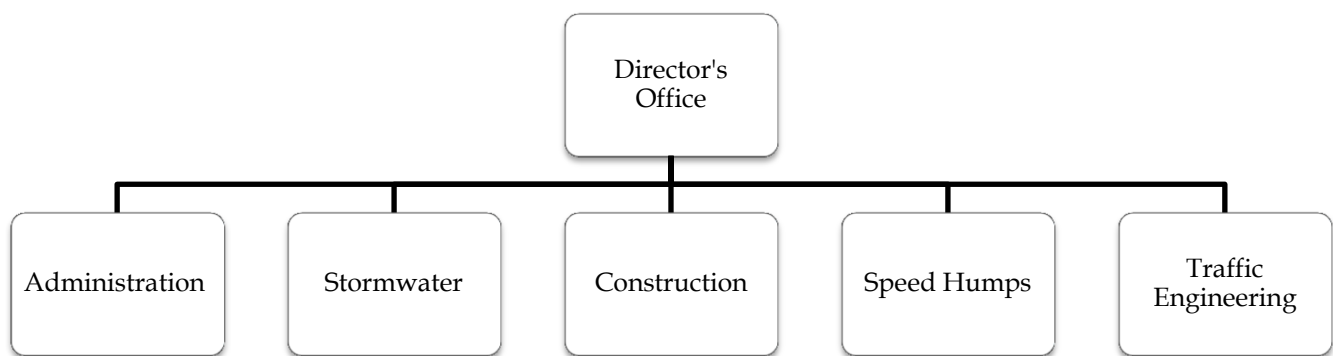 Director's
Office
Administration
Stormwater
Construction
Speed Humps
Traffic
Engineering